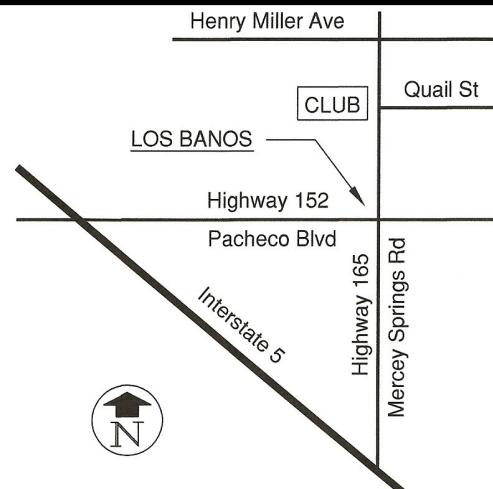 Henry Miller Ave
Quail St
CLUB
LOS BANOS
Highway 152
Pacheco Blvd
Interstate 5
Highway 165
Mercey Springs Rd
N